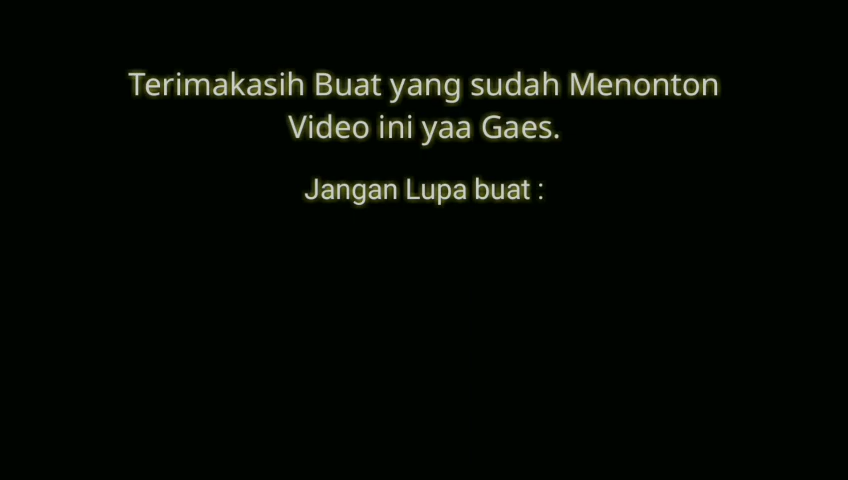 Terimakasih Buat yang sudah Menonton
Video ini yaa Gaes.
Jangan Lupa buat :